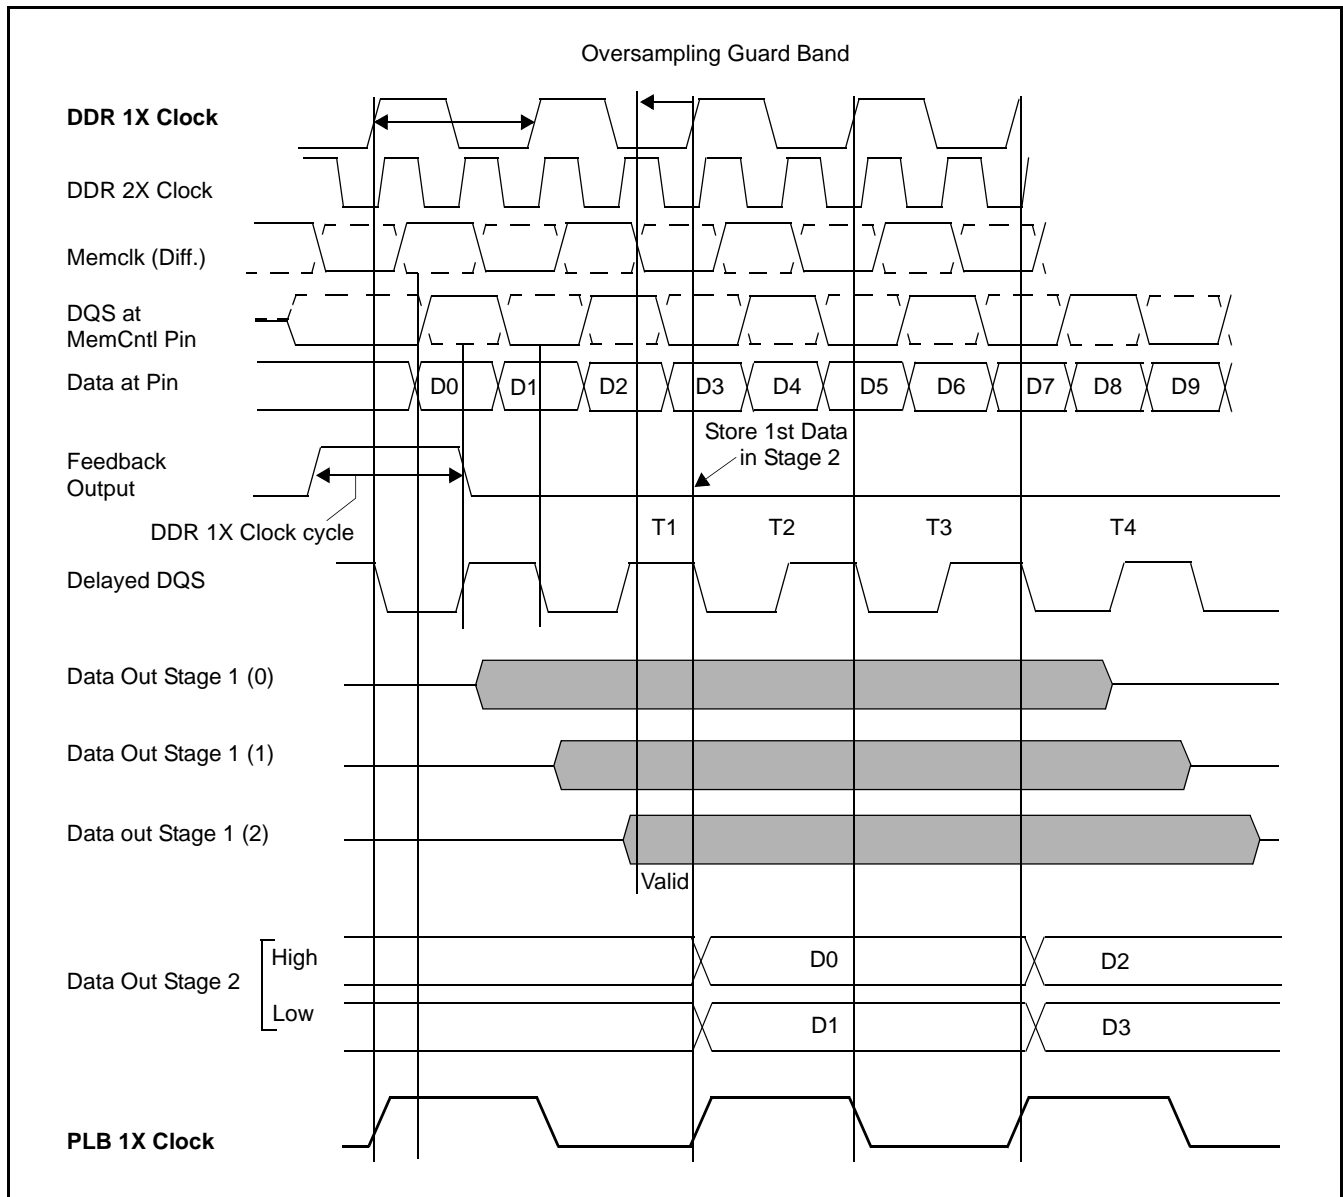 Oversampling Guard Band
DDR 1X Clock
DDR 2X Clock
Memclk (Diff.)
DQS at
MemCntl Pin
Data at Pin
D0 D1 D2 D3 D4 D5 D6 D7 D8 D9
Store 1st Data
in Stage 2
Feedback
Output
DDR 1X Clock cycle
T1 T2 T3 T4
Delayed DQS
Data Out Stage 1 (0)
Data Out Stage 1 (1)
Data out Stage 1 (2)
Valid
Data Out Stage 2
High
D0 D2
Low
D1 D3
PLB 1X Clock